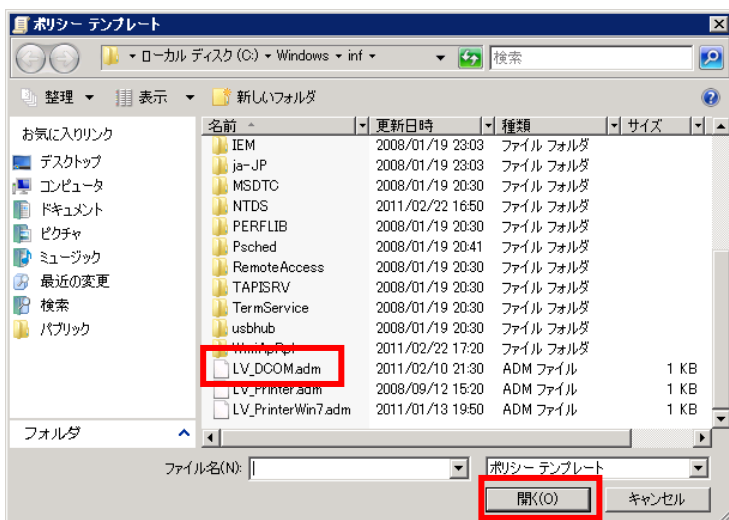 ポリシー テンプレート
ローカル ディスク (C:) Windows inf 検索
整理 表示 新しいフォルダ
お気に入りリンク
デスクトップ
コンピュータ
ドキュメント
ピクチャ
ミュージック
最近の変更
検索
パブリック
フォルダ
名前 更新日時 種類 サイズ
IEM 2008/01/19 23:03 ファイル フォルダ
ja-JP 2008/01/19 23:03 ファイル フォルダ
MSDTC 2008/01/19 20:30 ファイル フォルダ
NTDS 2011/02/22 16:50 ファイル フォルダ
PERFLIB 2008/01/19 20:30 ファイル フォルダ
Psched 2008/01/19 20:41 ファイル フォルダ
RemoteAccess 2008/01/19 20:30 ファイル フォルダ
TAPISRV 2008/01/19 20:30 ファイル フォルダ
TermService 2008/01/19 20:30 ファイル フォルダ
usbhub 2008/01/19 20:30 ファイル フォルダ
WmiApRpl 2011/02/22 17:20 ファイル フォルダ
LV_DCOM.adm 2011/02/10 21:30 ADM ファイル 1 KB
LV_Printer.adm 2008/09/12 15:20 ADM ファイル 1 KB
LV_PrinterWin7.adm 2011/01/13 19:50 ADM ファイル 1 KB
ファイル名(N): ポリシー テンプレート
開く(O) キャンセル